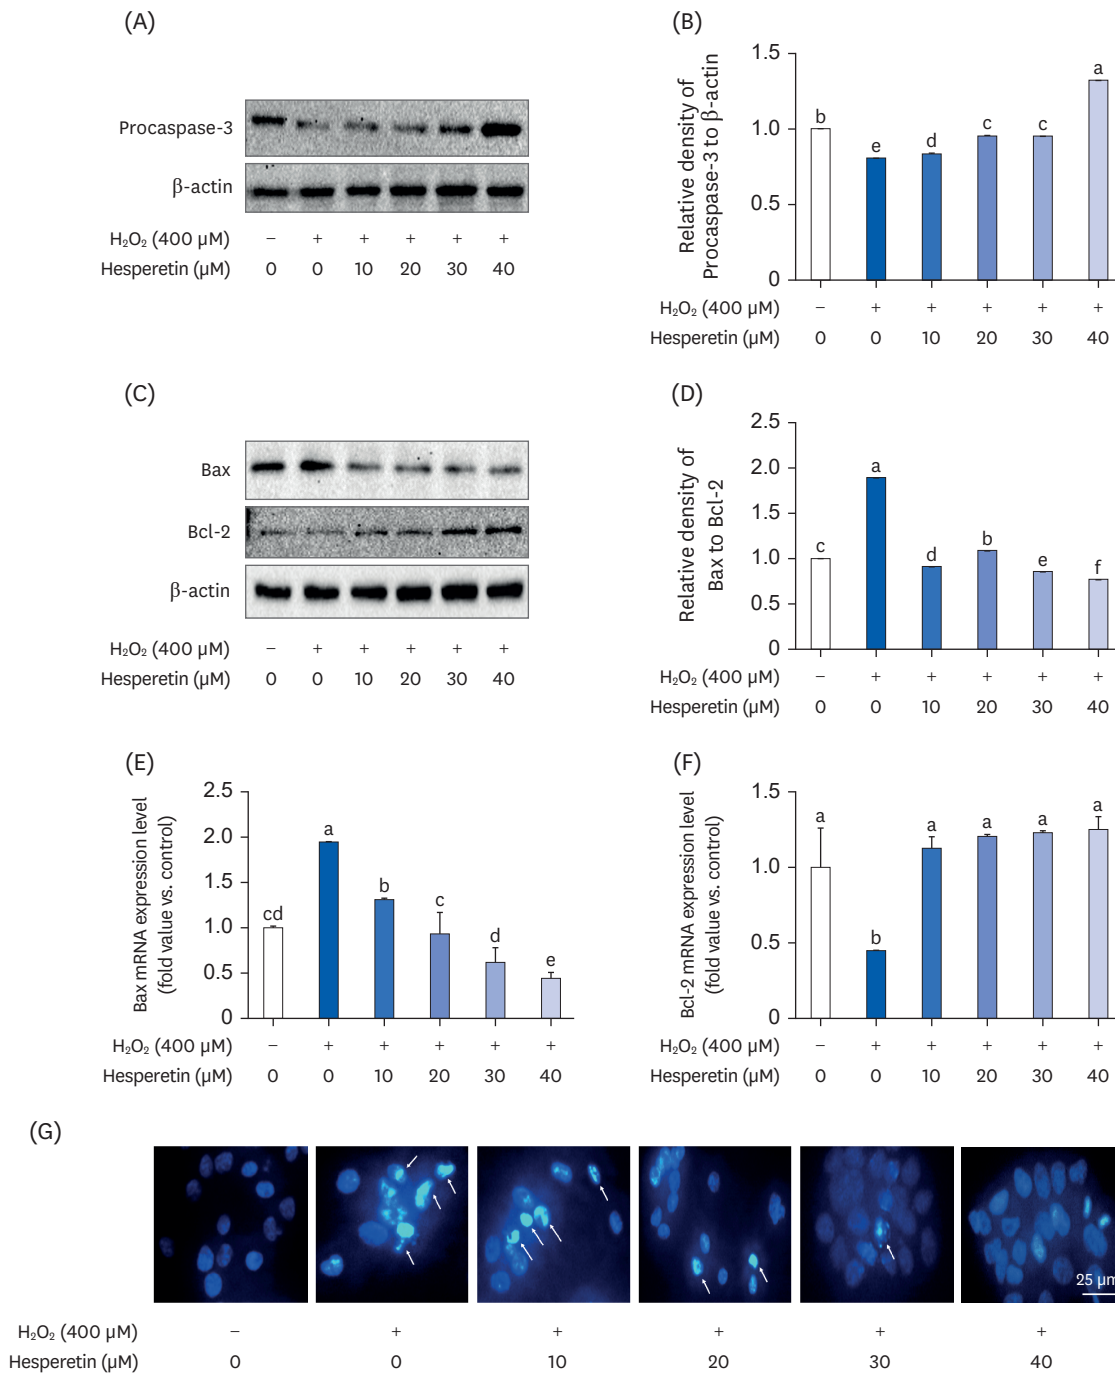 (A)
Procaspase-3
β-actin
H₂O₂ (400 µM) − + + + + +
Hesperetin (µM) 0 0 10 20 30 40
(B)
Relative density of
Procaspase-3 to β-actin
1.5
1.0
0.5
0
b e d c c a
H₂O₂ (400 µM) − + + + + +
Hesperetin (µM) 0 0 10 20 30 40
(C)
Bax
Bcl-2
β-actin
H₂O₂ (400 µM) − + + + + +
Hesperetin (µM) 0 0 10 20 30 40
(D)
Relative density of
Bax to Bcl-2
2.5
2.0
1.5
1.0
0.5
0
c a d b e f
H₂O₂ (400 µM) − + + + + +
Hesperetin (µM) 0 0 10 20 30 40
(E)
Bax mRNA expression level
(fold value vs. control)
2.5
2.0
1.5
1.0
0.5
0
cd a b c d e
H₂O₂ (400 µM) − + + + + +
Hesperetin (µM) 0 0 10 20 30 40
(F)
Bcl-2 mRNA expression level
(fold value vs. control)
1.5
1.0
0.5
0
a b a a a a
H₂O₂ (400 µM) − + + + + +
Hesperetin (µM) 0 0 10 20 30 40
(G)
25 µm
H₂O₂ (400 µM) − + + + + +
Hesperetin (µM) 0 0 10 20 30 40